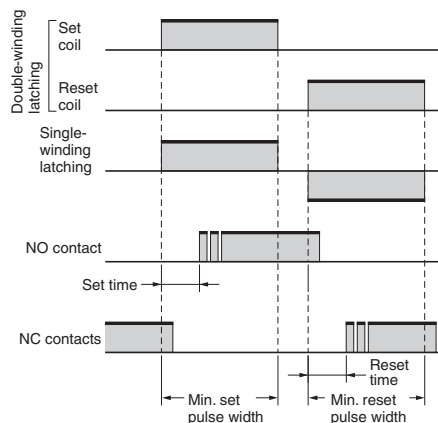 Double-winding
latching
Set
coil
Reset
coil
Single-
winding
latching
NO contact
Set time
NC contacts
Reset
time
Min. set
pulse width
Min. reset
pulse width